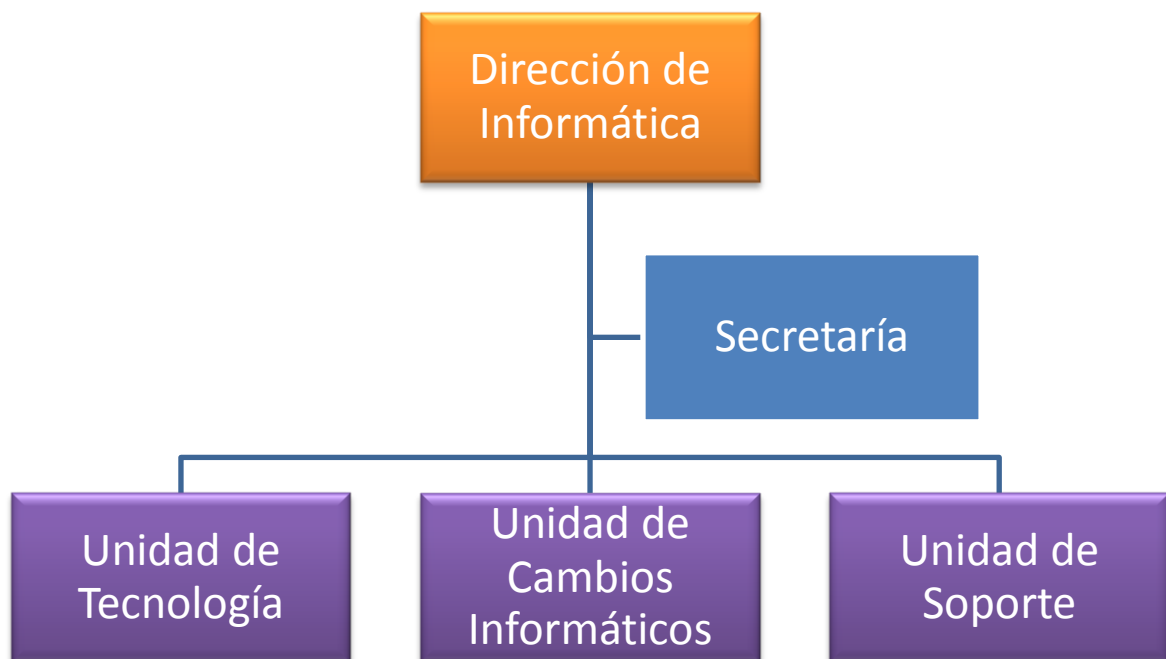 Dirección de
Informática
Secretaría
Unidad de
Tecnología
Unidad de
Cambios
Informáticos
Unidad de
Soporte